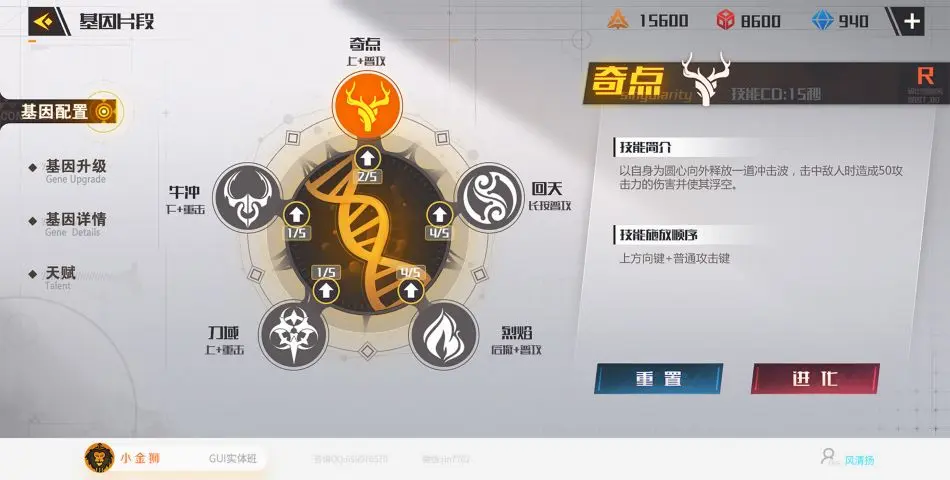 基因片段
15600
8600
940
基因配置
基因升级
Gene Upgrade
基因详情
Gene Details
天赋
Talent
奇点
上+普攻
2/5
牛冲
下+重击
1/5
回天
长按普攻
4/5
刀域
上+重击
1/5
烈焰
后撤+普攻
4/5
奇点
singularity
技能CD:15秒
R
技能简介
以自身为圆心向外释放一道冲击波，击中敌人时造成50攻
击力的伤害并使其浮空。
技能施放顺序
上方向键+普通攻击键
重置
进化
小金狮
GUI实体班
风清扬